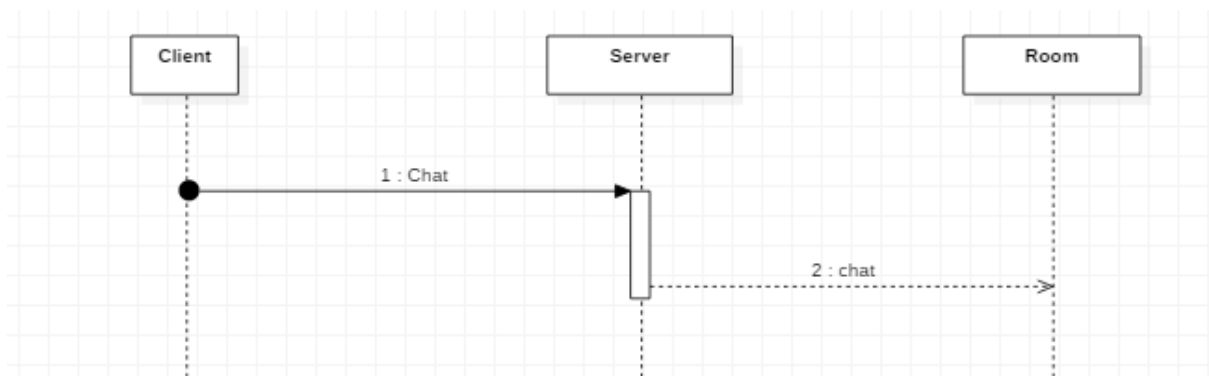 Client
Server
Room
1 : Chat
2 : chat